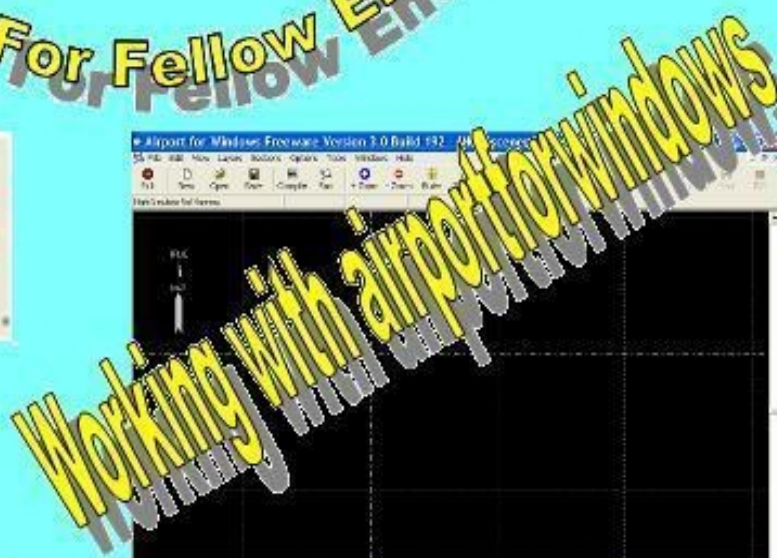 For Fellow
Airport for Windows Freeware Version 3.0 Build 192
File Edit View Layers Sections Options Tools Windows Help
Exit New Open Save Compile Run + Zoom - Zoom
Working with airportforwindows